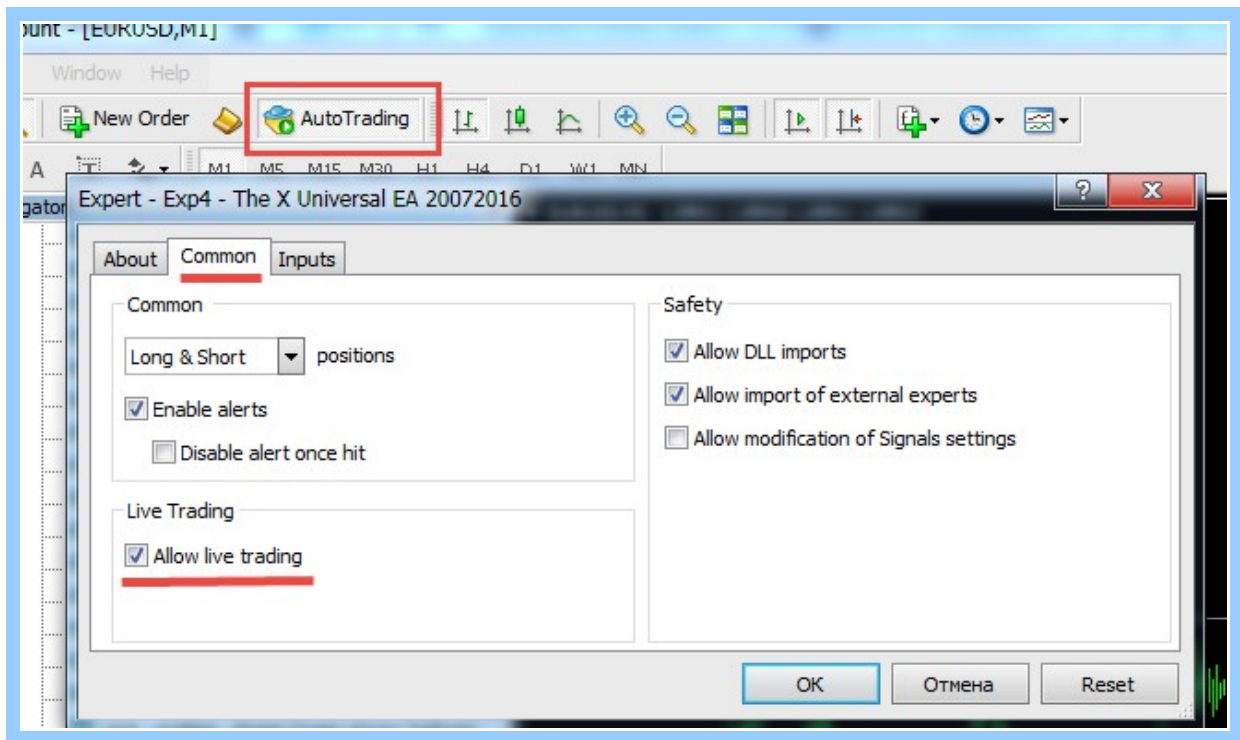 ount - [EURUSD,M1]
Window Help
New Order AutoTrading
A T M1 M5 M15 M30 H1 H4 D1 W1 MN
gator
Expert - Exp4 - The X Universal EA 20072016
? X
About Common Inputs
Common
Long & Short positions
Enable alerts
Disable alert once hit
Live Trading
Allow live trading
Safety
Allow DLL imports
Allow import of external experts
Allow modification of Signals settings
OK Отмена Reset